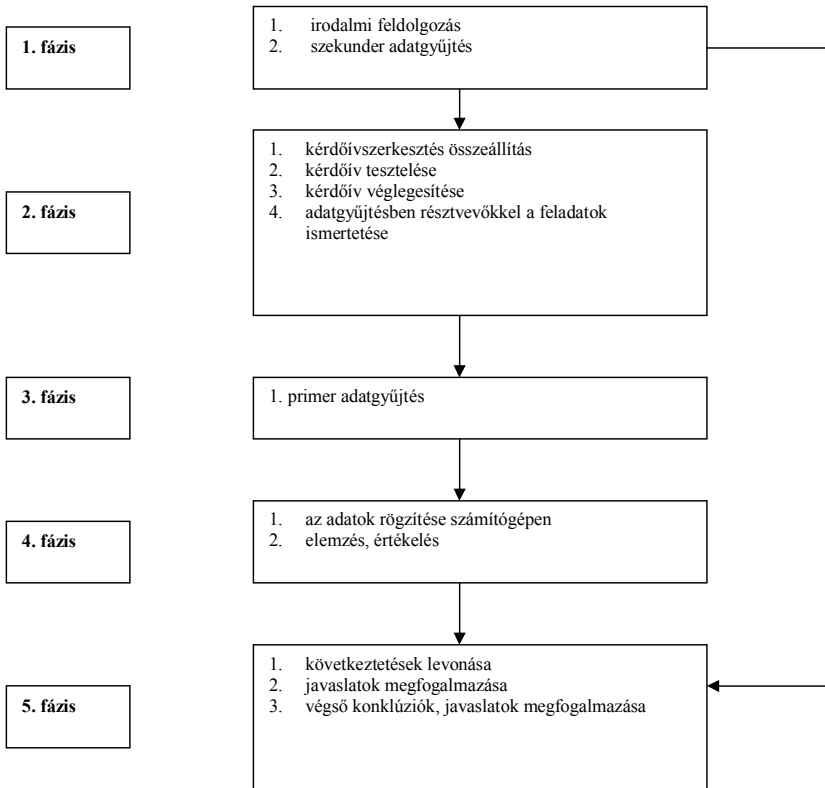 1. fázis
1. irodalmi feldolgozás
2. szekunder adatgyűjtés
2. fázis
1. kérdőívszerkesztés összeállítás
2. kérdőív tesztelése
3. kérdőív véglegesítése
4. adatgyűjtésben résztvevőkkel a feladatok
ismertetése
3. fázis
1. primer adatgyűjtés
4. fázis
1. az adatok rögzítése számítógépen
2. elemzés, értékelés
5. fázis
1. következtetések levonása
2. javaslatok megfogalmazása
3. végső konklúziók, javaslatok megfogalmazása